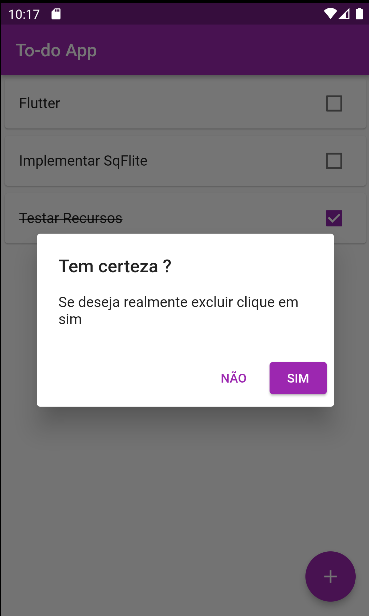 10:17
To-do App
Flutter
Implementar SqFlite
Testar Recursos
Tem certeza ?
Se deseja realmente excluir clique em
sim
NÃO
SIM